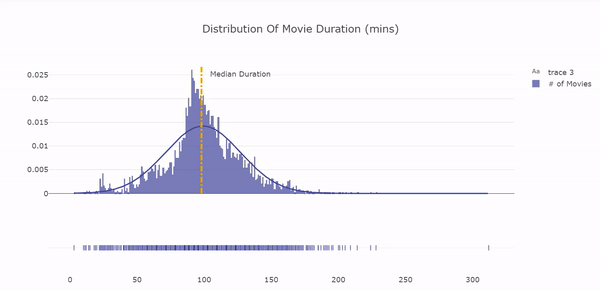 Distribution Of Movie Duration (mins)
Median Duration
Aa trace 3
# of Movies
0.025
0.02
0.015
0.01
0.005
0
0 50 100 150 200 250 300